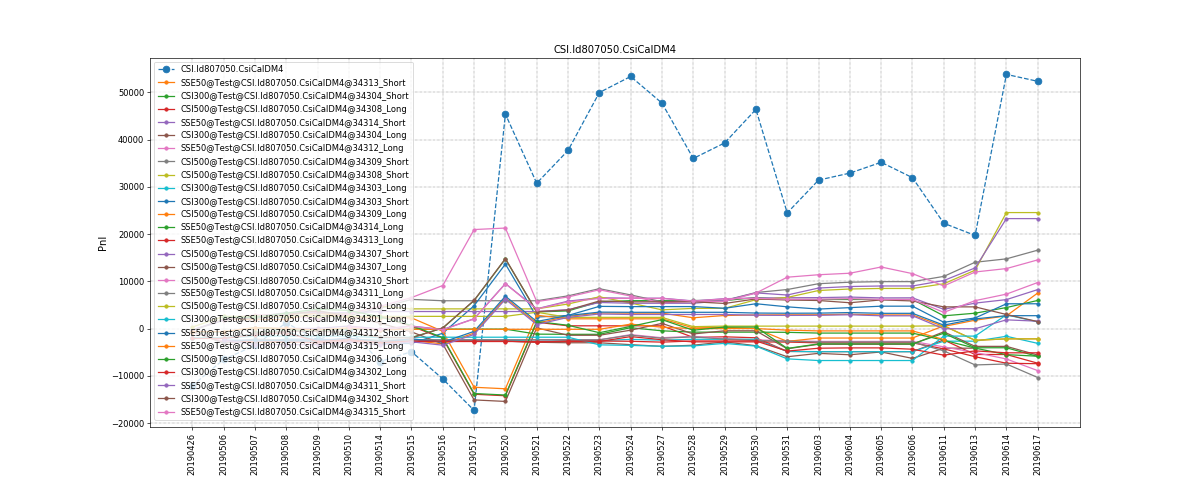 CSI.Id807050.CsiCalDM4
CSI.Id807050.CsiCalDM4
SSE50@Test@CSI.Id807050.CsiCalDM4@34313_Short
CSI300@Test@CSI.Id807050.CsiCalDM4@34304_Short
CSI500@Test@CSI.Id807050.CsiCalDM4@34308_Long
SSE50@Test@CSI.Id807050.CsiCalDM4@34314_Short
CSI300@Test@CSI.Id807050.CsiCalDM4@34304_Long
SSE50@Test@CSI.Id807050.CsiCalDM4@34312_Long
CSI500@Test@CSI.Id807050.CsiCalDM4@34309_Short
CSI500@Test@CSI.Id807050.CsiCalDM4@34308_Short
CSI300@Test@CSI.Id807050.CsiCalDM4@34303_Long
CSI300@Test@CSI.Id807050.CsiCalDM4@34303_Short
CSI500@Test@CSI.Id807050.CsiCalDM4@34309_Long
SSE50@Test@CSI.Id807050.CsiCalDM4@34314_Long
SSE50@Test@CSI.Id807050.CsiCalDM4@34313_Long
CSI500@Test@CSI.Id807050.CsiCalDM4@34307_Short
CSI500@Test@CSI.Id807050.CsiCalDM4@34307_Long
CSI500@Test@CSI.Id807050.CsiCalDM4@34310_Short
SSE50@Test@CSI.Id807050.CsiCalDM4@34311_Long
CSI500@Test@CSI.Id807050.CsiCalDM4@34310_Long
CSI300@Test@CSI.Id807050.CsiCalDM4@34301_Long
SSE50@Test@CSI.Id807050.CsiCalDM4@34312_Short
SSE50@Test@CSI.Id807050.CsiCalDM4@34315_Long
CSI500@Test@CSI.Id807050.CsiCalDM4@34306_Long
CSI300@Test@CSI.Id807050.CsiCalDM4@34302_Long
SSE50@Test@CSI.Id807050.CsiCalDM4@34311_Short
CSI300@Test@CSI.Id807050.CsiCalDM4@34302_Short
SSE50@Test@CSI.Id807050.CsiCalDM4@34315_Short
Pnl
50000
40000
30000
20000
10000
0
−10000
−20000
20190426
20190506
20190507
20190508
20190509
20190510
20190514
20190515
20190516
20190517
20190520
20190521
20190522
20190523
20190524
20190527
20190528
20190529
20190530
20190531
20190603
20190604
20190605
20190606
20190611
20190613
20190614
20190617